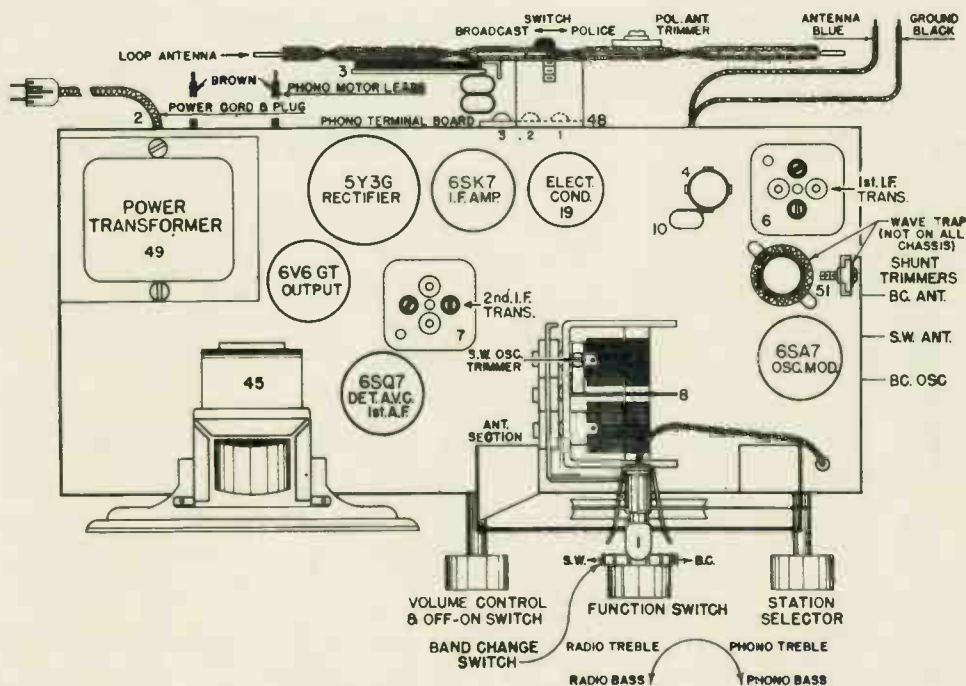 SWITCH
BROADCAST ↔ POLICE
POL. ANT.
TRIMMER
ANTENNA
BLUE
GROUND
BLACK
LOOP ANTENNA
3
BROWN
PHONO MOTOR LEADS
2
POWER CORD & PLUG
PHONO TERMINAL BOARD
48
3 2 1
POWER
TRANSFORMER
49
5Y3G
RECTIFIER
6SK7
I.F. AMP.
ELECT.
COND.
19
4
10
6
1st. I.F.
TRANS.
WAVE TRAP
(NOT ON ALL
CHASSIS)
51
SHUNT
TRIMMERS
BC. ANT.
S.W. ANT.
BC. OSC
6V6 GT
OUTPUT
2nd. I.F.
TRANS.
7
6SA7
OSC. MOD.
S.W. OSC.
TRIMMER
8
45
6SQ7
DET. A.V.C.
1st. A.F.
ANT.
SECTION
1
S.W.
B.C.
VOLUME CONTROL
& OFF-ON SWITCH
FUNCTION SWITCH
STATION
SELECTOR
BAND CHANGE
SWITCH
RADIO TREBLE
PHONO TREBLE
RADIO BASS
PHONO BASS